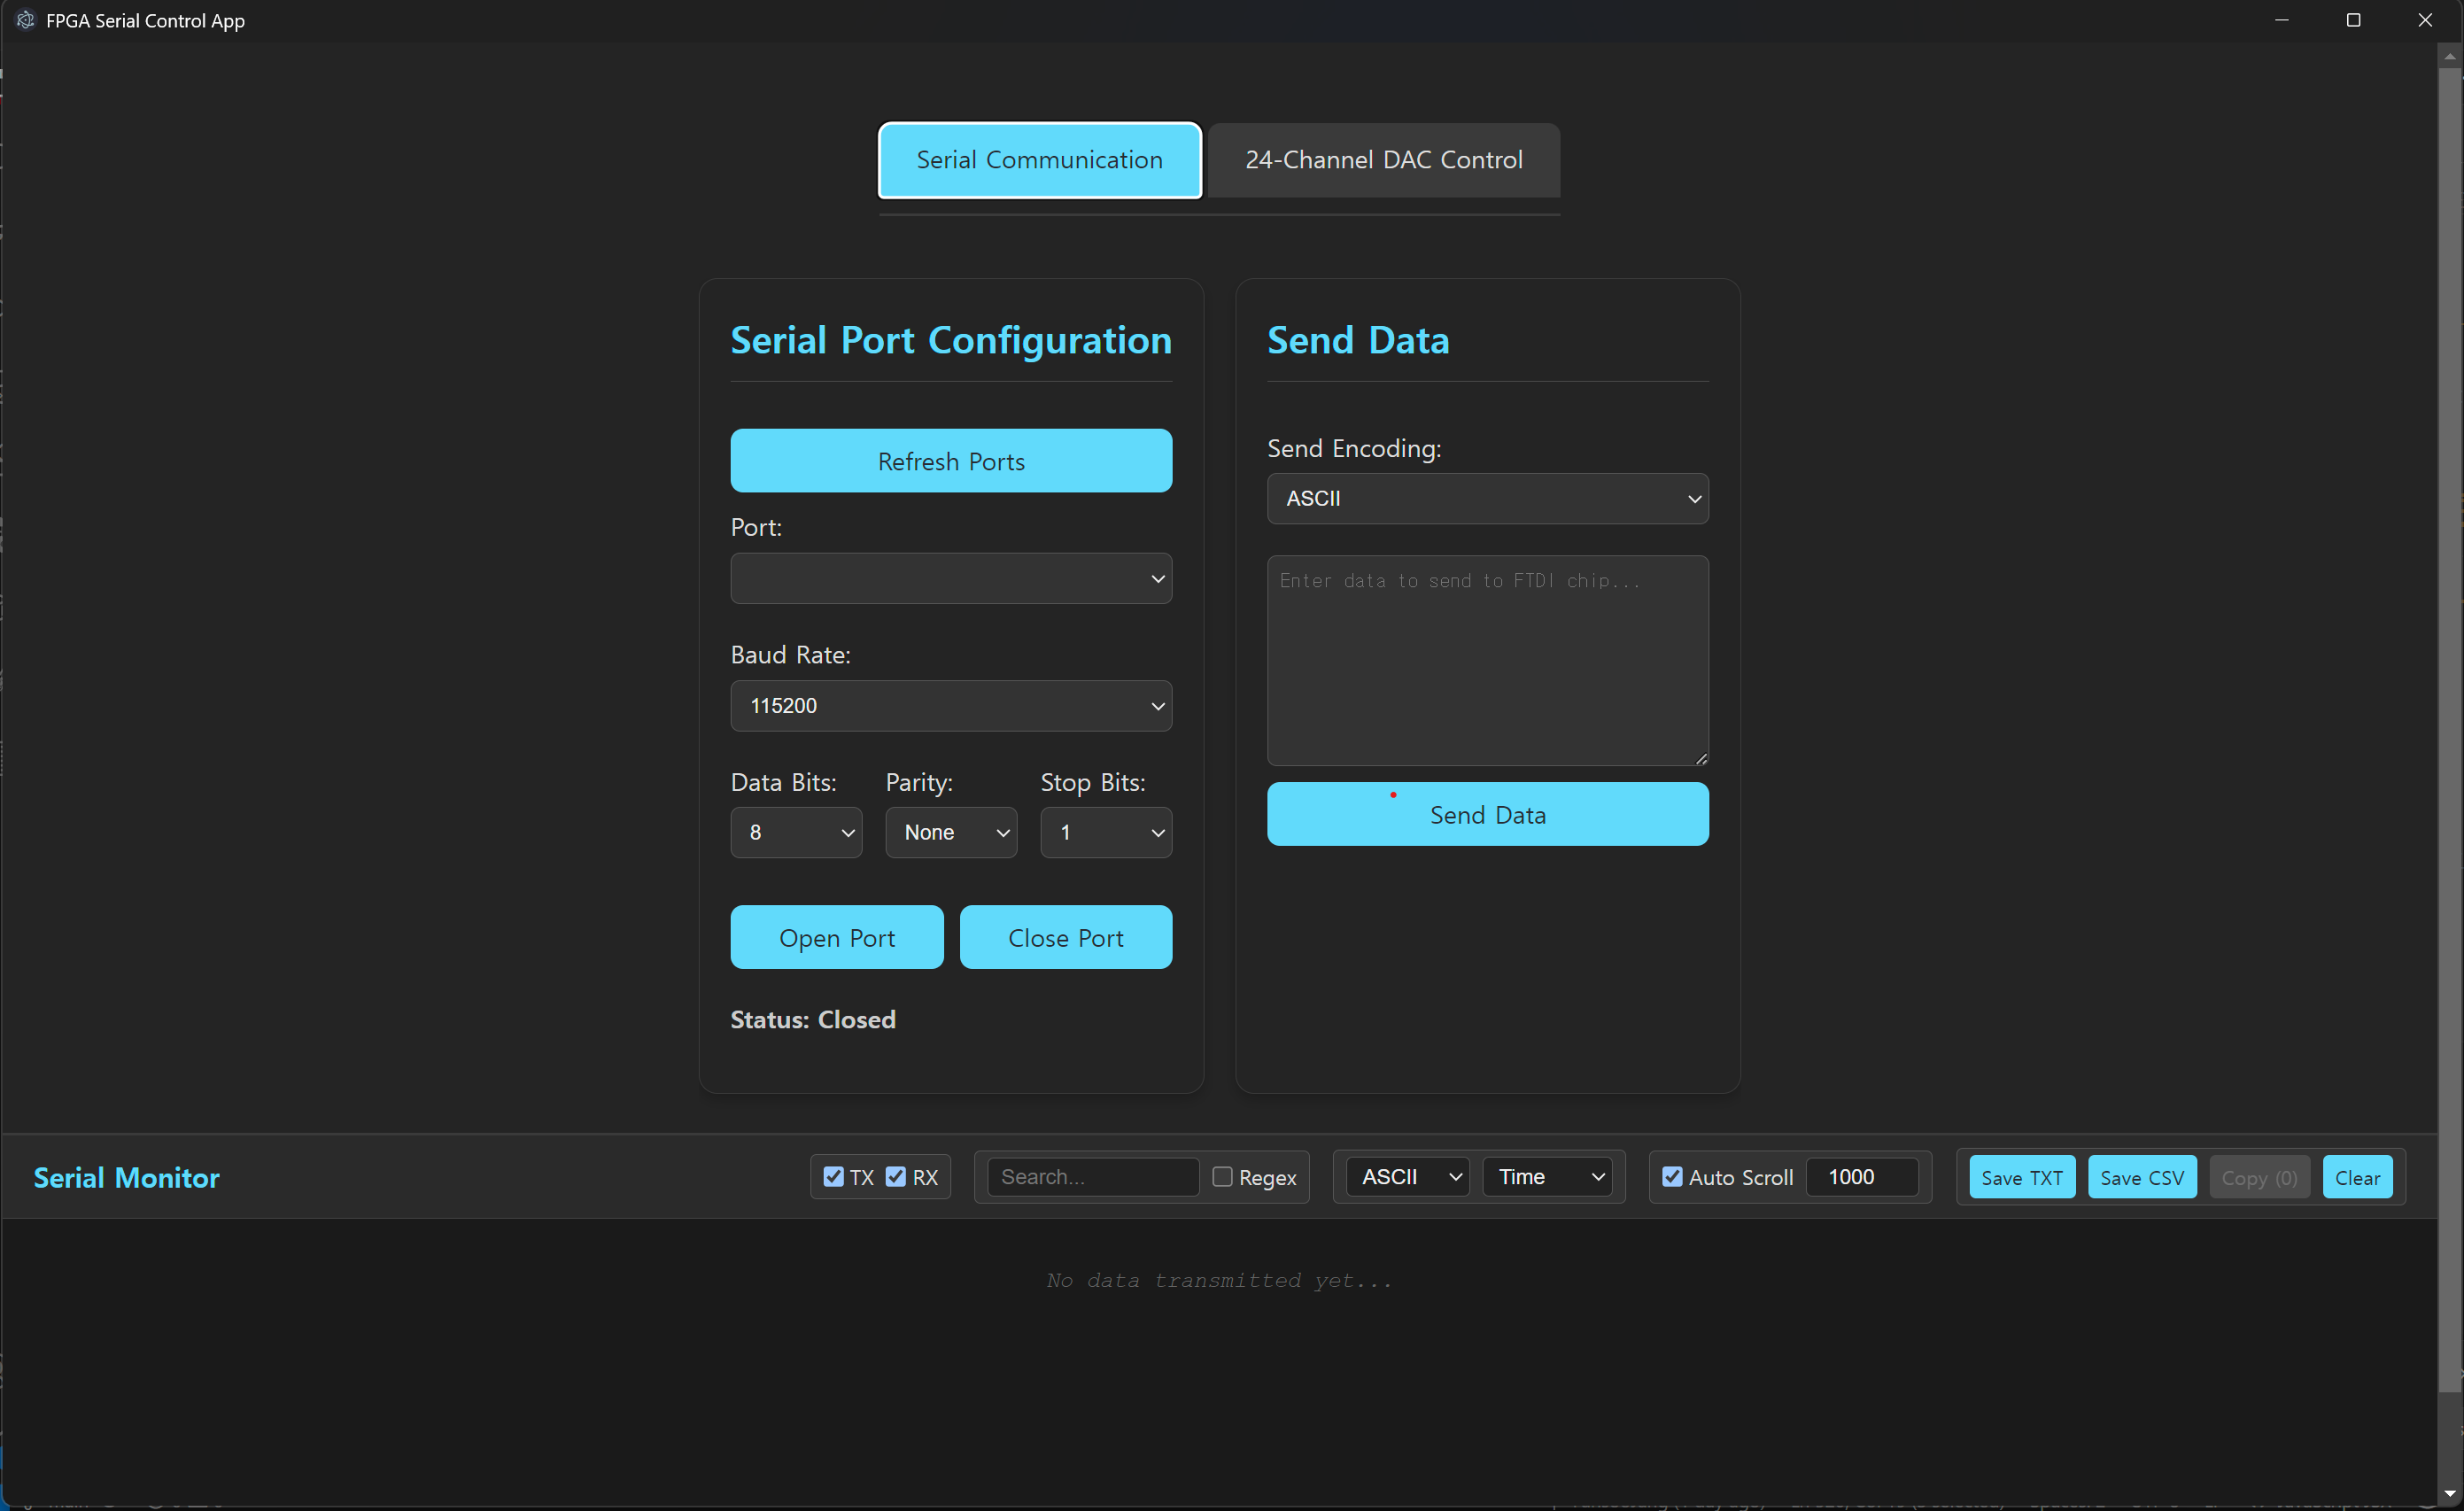 FPGA Serial Control App
Serial Communication
24-Channel DAC Control
Serial Port Configuration
Refresh Ports
Port:
Baud Rate:
115200
Data Bits:
Parity:
Stop Bits:
8
None
1
Open Port
Close Port
Status: Closed
Send Data
Send Encoding:
ASCII
Enter data to send to FTDI chip...
Send Data
Serial Monitor
TX
RX
Search...
Regex
ASCII
Time
Auto Scroll
1000
Save TXT
Save CSV
Copy (0)
Clear
No data transmitted yet...